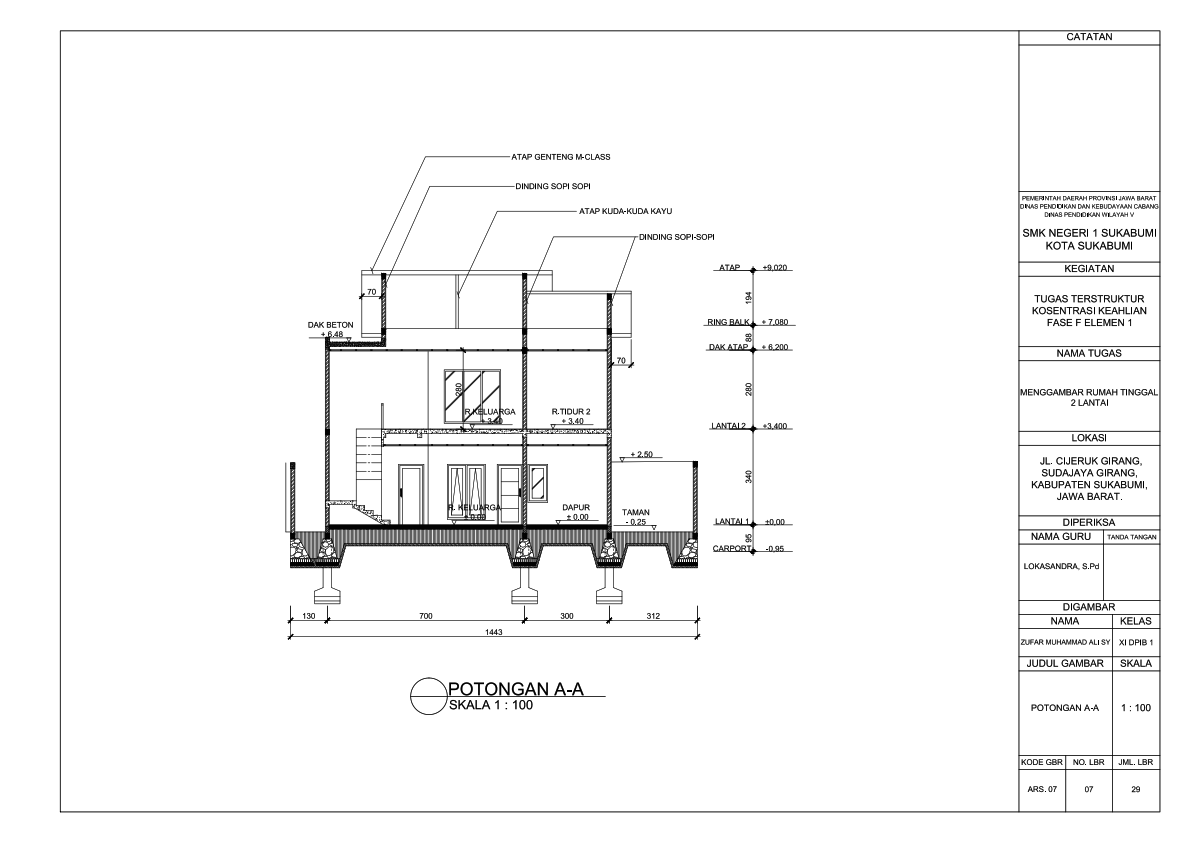 ATAP GENTENG M-CLASS
DINDING SOPI SOPI
ATAP KUDA-KUDA KAYU
DINDING SOPI-SOPI
70
DAK BETON
+ 6.48
70
280
R.KELUARGA
+ 3.40
R.TIDUR 2
+ 3.40
+ 2.50
R. KELUARGA
± 0.00
DAPUR
± 0.00
TAMAN
- 0.25
ATAP +9,020
194
RING BALK + 7,080
88
DAK ATAP + 6,200
280
LANTAI 2 +3,400
340
LANTAI 1 ±0,00
95
CARPORT -0,95
130 700 300 312
1443
POTONGAN A-A
SKALA 1 : 100
CATATAN
PEMERINTAH DAERAH PROVINSI JAWA BARAT
DINAS PENDIDIKAN DAN KEBUDAYAAN CABANG
DINAS PENDIDIKAN WILAYAH V
SMK NEGERI 1 SUKABUMI
KOTA SUKABUMI
KEGIATAN
TUGAS TERSTRUKTUR
KOSENTRASI KEAHLIAN
FASE F ELEMEN 1
NAMA TUGAS
MENGGAMBAR RUMAH TINGGAL
2 LANTAI
LOKASI
JL. CIJERUK GIRANG,
SUDAJAYA GIRANG,
KABUPATEN SUKABUMI,
JAWA BARAT.
DIPERIKSA
NAMA GURU TANDA TANGAN
LOKASANDRA, S.Pd
DIGAMBAR
NAMA KELAS
ZUFAR MUHAMMAD ALI SY XI DPIB 1
JUDUL GAMBAR SKALA
POTONGAN A-A 1 : 100
KODE GBR NO. LBR JML. LBR
ARS. 07 07 29